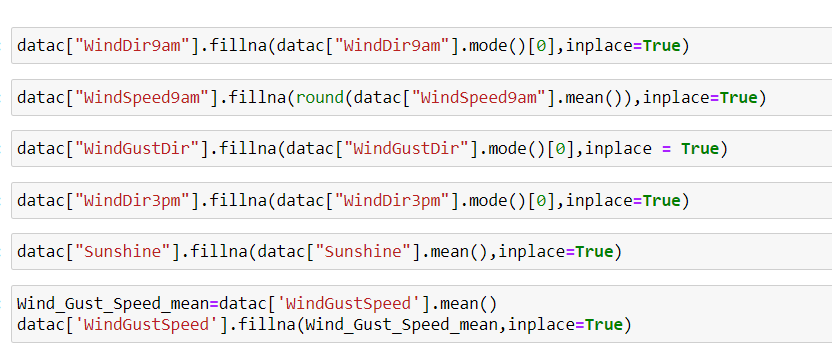 datac["WindDir9am"].fillna(datac["WindDir9am"].mode()[0],inplace=True)
datac["WindSpeed9am"].fillna(round(datac["WindSpeed9am"].mean()),inplace=True)
datac["WindGustDir"].fillna(datac["WindGustDir"].mode()[0],inplace = True)
datac["WindDir3pm"].fillna(datac["WindDir3pm"].mode()[0],inplace=True)
datac["Sunshine"].fillna(datac["Sunshine"].mean(),inplace=True)
Wind_Gust_Speed_mean=datac['WindGustSpeed'].mean()
datac['WindGustSpeed'].fillna(Wind_Gust_Speed_mean,inplace=True)